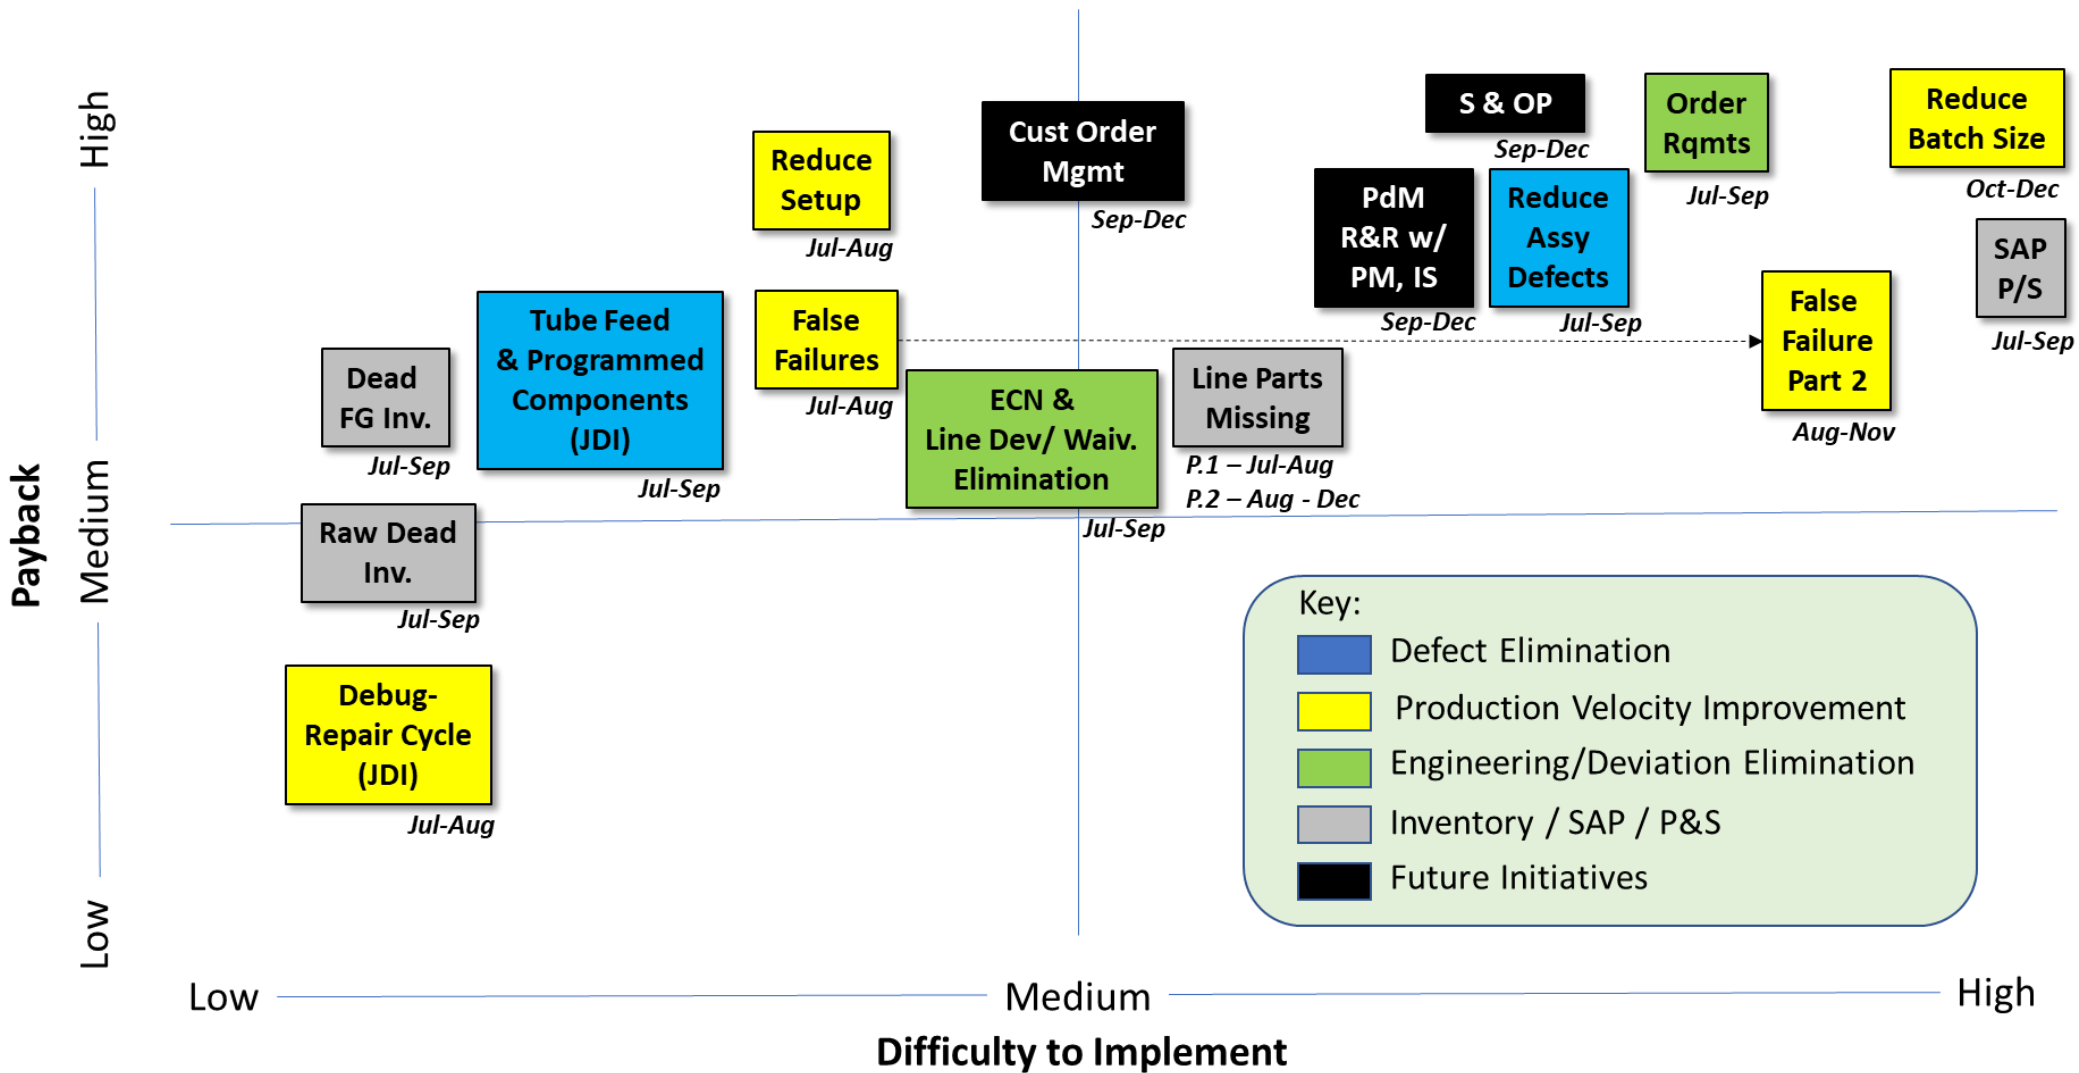 High
Medium
Low
Payback
Reduce
Setup
Jul-Aug
Cust Order
Mgmt
Sep-Dec
S & OP
Sep-Dec
Order
Rqmts
Jul-Sep
Reduce
Batch Size
Oct-Dec
PdM
R&R w/
PM, IS
Sep-Dec
Reduce
Assy
Defects
Jul-Sep
SAP
P/S
Jul-Sep
Dead
FG Inv.
Jul-Sep
Tube Feed
& Programmed
Components
(JDI)
Jul-Sep
False
Failures
Jul-Aug
ECN &
Line Dev/ Waiv.
Elimination
Jul-Sep
Line Parts
Missing
P.1 – Jul-Aug
P.2 – Aug - Dec
False
Failure
Part 2
Aug-Nov
Raw Dead
Inv.
Jul-Sep
Debug-
Repair Cycle
(JDI)
Jul-Aug
Key:
Defect Elimination
Production Velocity Improvement
Engineering/Deviation Elimination
Inventory / SAP / P&S
Future Initiatives
Low
Medium
High
Difficulty to Implement